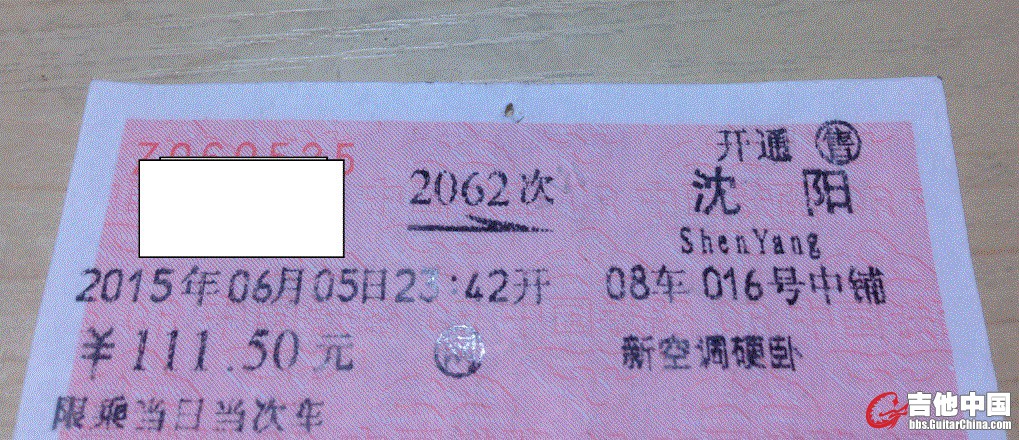 开通 售
Z060525
2062次
沈阳
ShenYang
2015年06月05日23:42开
08车 016号中铺
¥111.50元
网
新空调硬卧
限乘当日当次车
吉他中国
bbs.GuitarChina.com